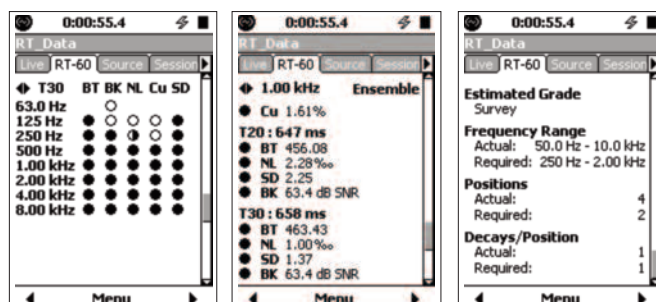 0:00:55.4
RT_Data
Live RT-60 Source Session
T30 BT BK NL Cu SD
63.0 Hz
125 Hz
250 Hz
500 Hz
1.00 kHz
2.00 kHz
4.00 kHz
8.00 kHz
Menu
0:00:55.4
RT_Data
Live RT-60 Source Session
1.00 kHz Ensemble
Cu 1.61%
T20: 647 ms
BT 456.08
NL 2.28‰
SD 2.25
BK 63.4 dB SNR
T30: 658 ms
BT 463.43
NL 1.00‰
SD 1.37
BK 63.4 dB SNR
Menu
0:00:55.4
RT_Data
Live RT-60 Source Session
Estimated Grade
Survey
Frequency Range
Actual: 50.0 Hz - 10.0 kHz
Required: 250 Hz - 2.00 kHz
Positions
Actual: 4
Required: 2
Decays/Position
Actual: 1
Required: 1
Menu